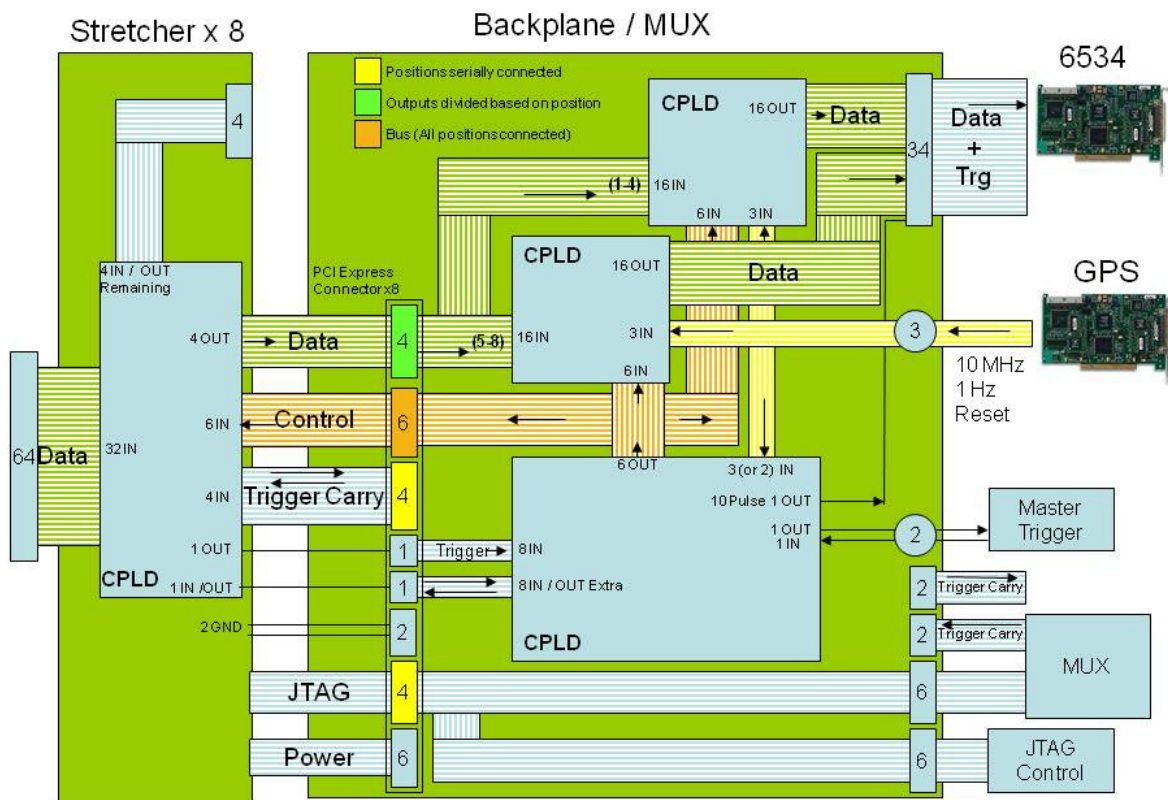 Stretcher x 8
Backplane / MUX
Positions serially connected
Outputs divided based on position
Bus (All positions connected)
6534
4
CPLD
16 OUT
Data
34
Data
+
Trg
(1-4)
16 IN
6 IN
3 IN
CPLD
16 OUT
Data
GPS
4 IN / OUT
Remaining
PCI Express
Connector x8
4 OUT
Data
4
(5-8)
16 IN
3 IN
3
6 IN
10 MHz
1 Hz
Reset
64
Data
32 IN
6 IN
Control
6
6 OUT
3 (or 2) IN
4 IN
Trigger Carry
4
10 Pulse 1 OUT
1 OUT
1 IN
2
Master
Trigger
1 OUT
1
Trigger
8 IN
CPLD
1 IN /OUT
1
8 IN / OUT Extra
2
Trigger Carry
2 GND
2
CPLD
2
Trigger Carry
MUX
JTAG
4
6
Power
6
6
JTAG
Control